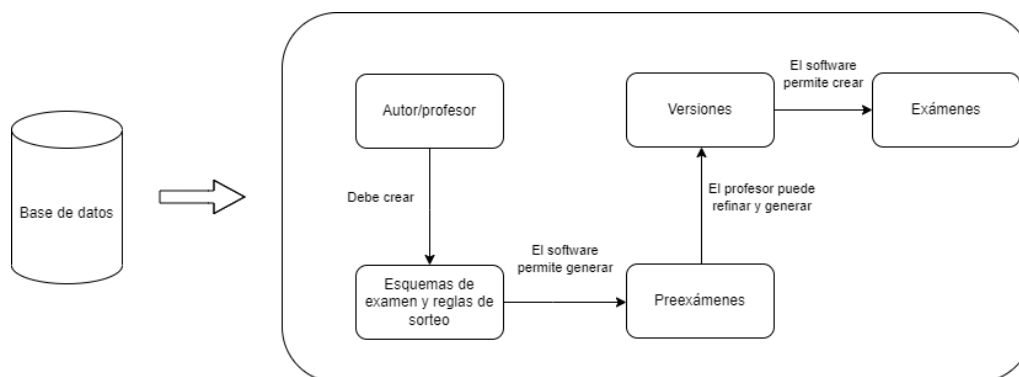 Base de datos
Autor/profesor
Debe crear
Esquemas de
examen y reglas de
sorteo
El software
permite generar
Preexámenes
El profesor puede
refinar y generar
Versiones
El software
permite crear
Exámenes